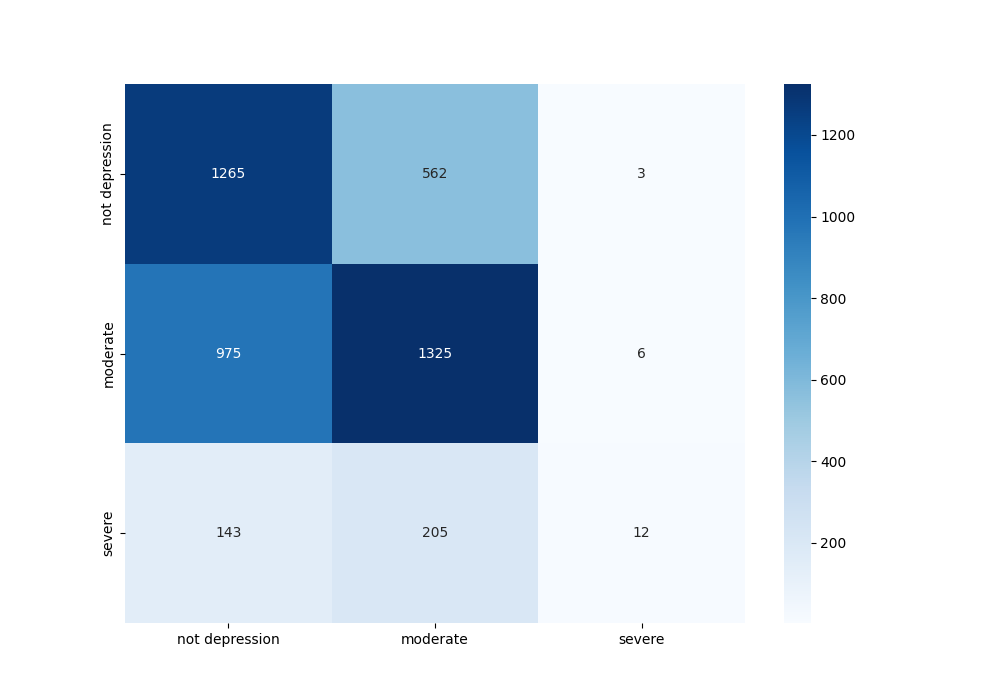 not depression
1265
562
3
moderate
975
1325
6
severe
143
205
12
not depression
moderate
severe
1200
1000
800
600
400
200